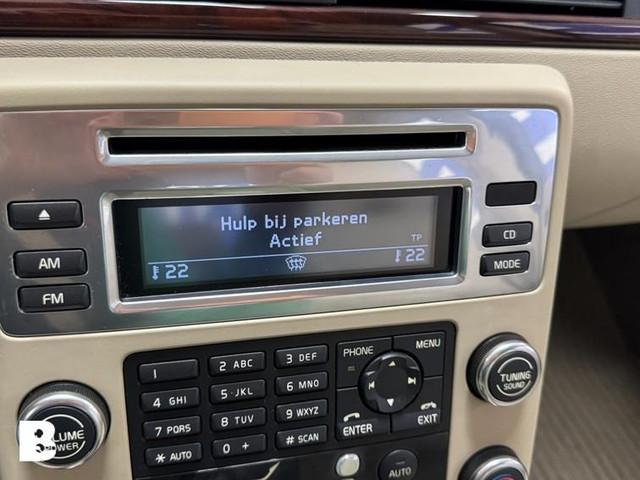 Hulp bij parkeren
Actief
TP
22
22
AM
FM
CD
MODE
1
2 ABC
3 DEF
4 GHI
5 JKL
6 MNO
7 PQRS
8 TUV
9 WXYZ
* AUTO
0 +
# SCAN
PHONE
MENU
ENTER
EXIT
TUNING
SOUND
POWER
AUTO
B